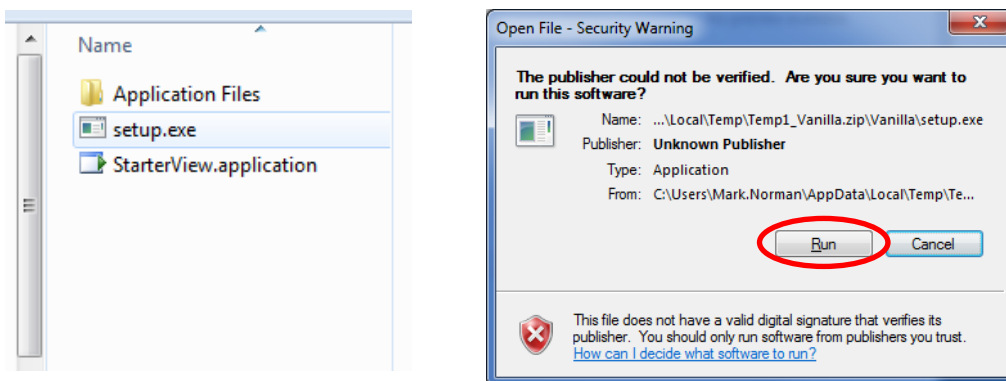 Name
Application Files
setup.exe
StarterView.application
Open File - Security Warning
The publisher could not be verified.  Are you sure you want to
run this software?
Name: ...\Local\Temp\Temp1_Vanilla.zip\Vanilla\setup.exe
Publisher: Unknown Publisher
Type: Application
From: C:\Users\Mark.Norman\AppData\Local\Temp\Te...
Run Cancel
This file does not have a valid digital signature that verifies its
publisher.  You should only run software from publishers you trust.
How can I decide what software to run?